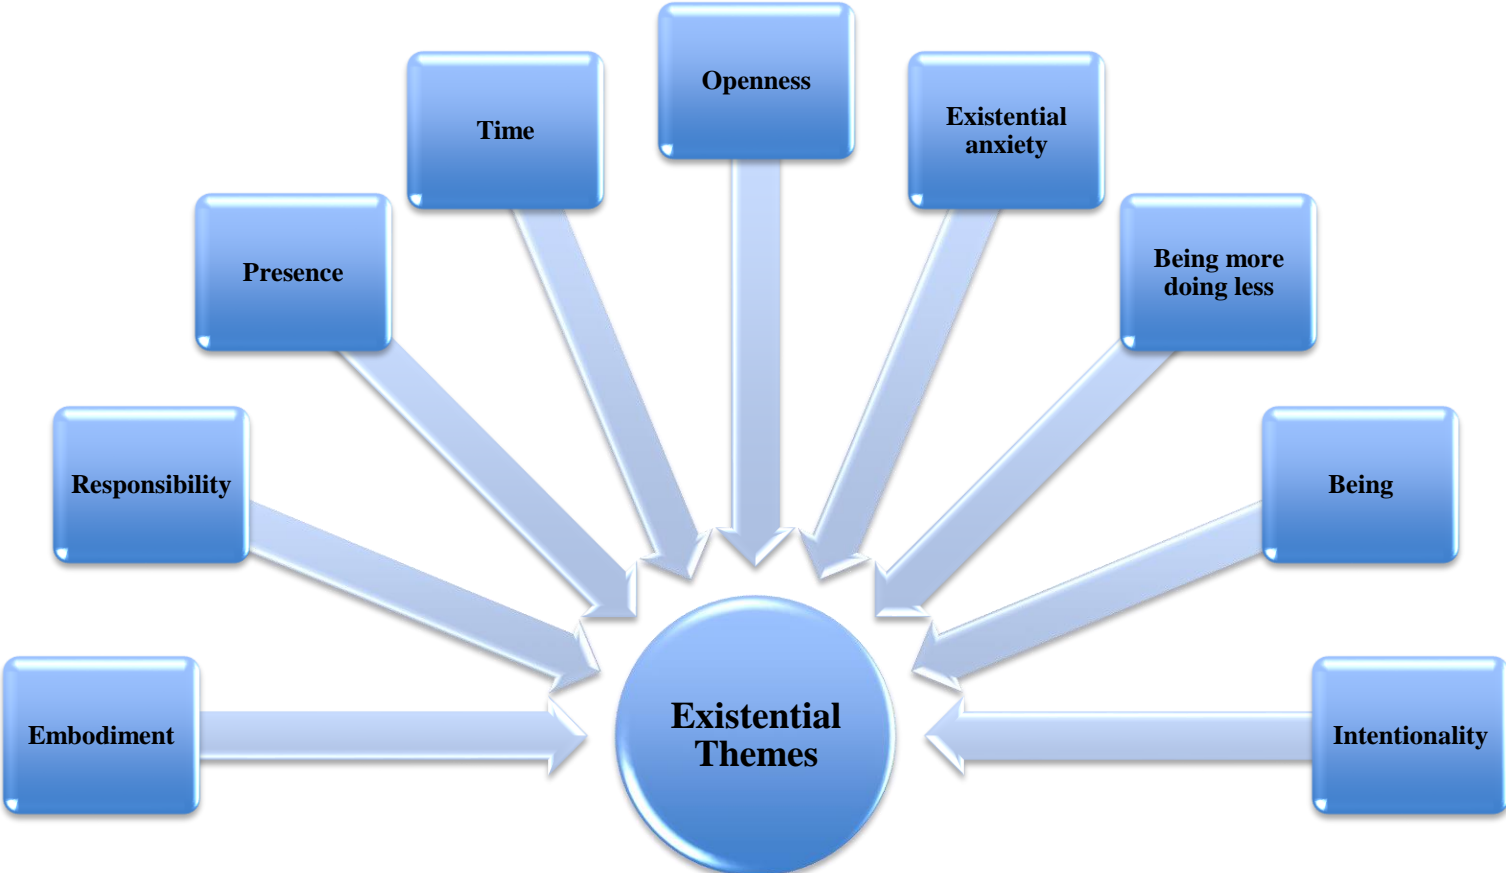 Openness
Time
Existential
anxiety
Presence
Being more
doing less
Responsibility
Being
Embodiment
Existential
Themes
Intentionality